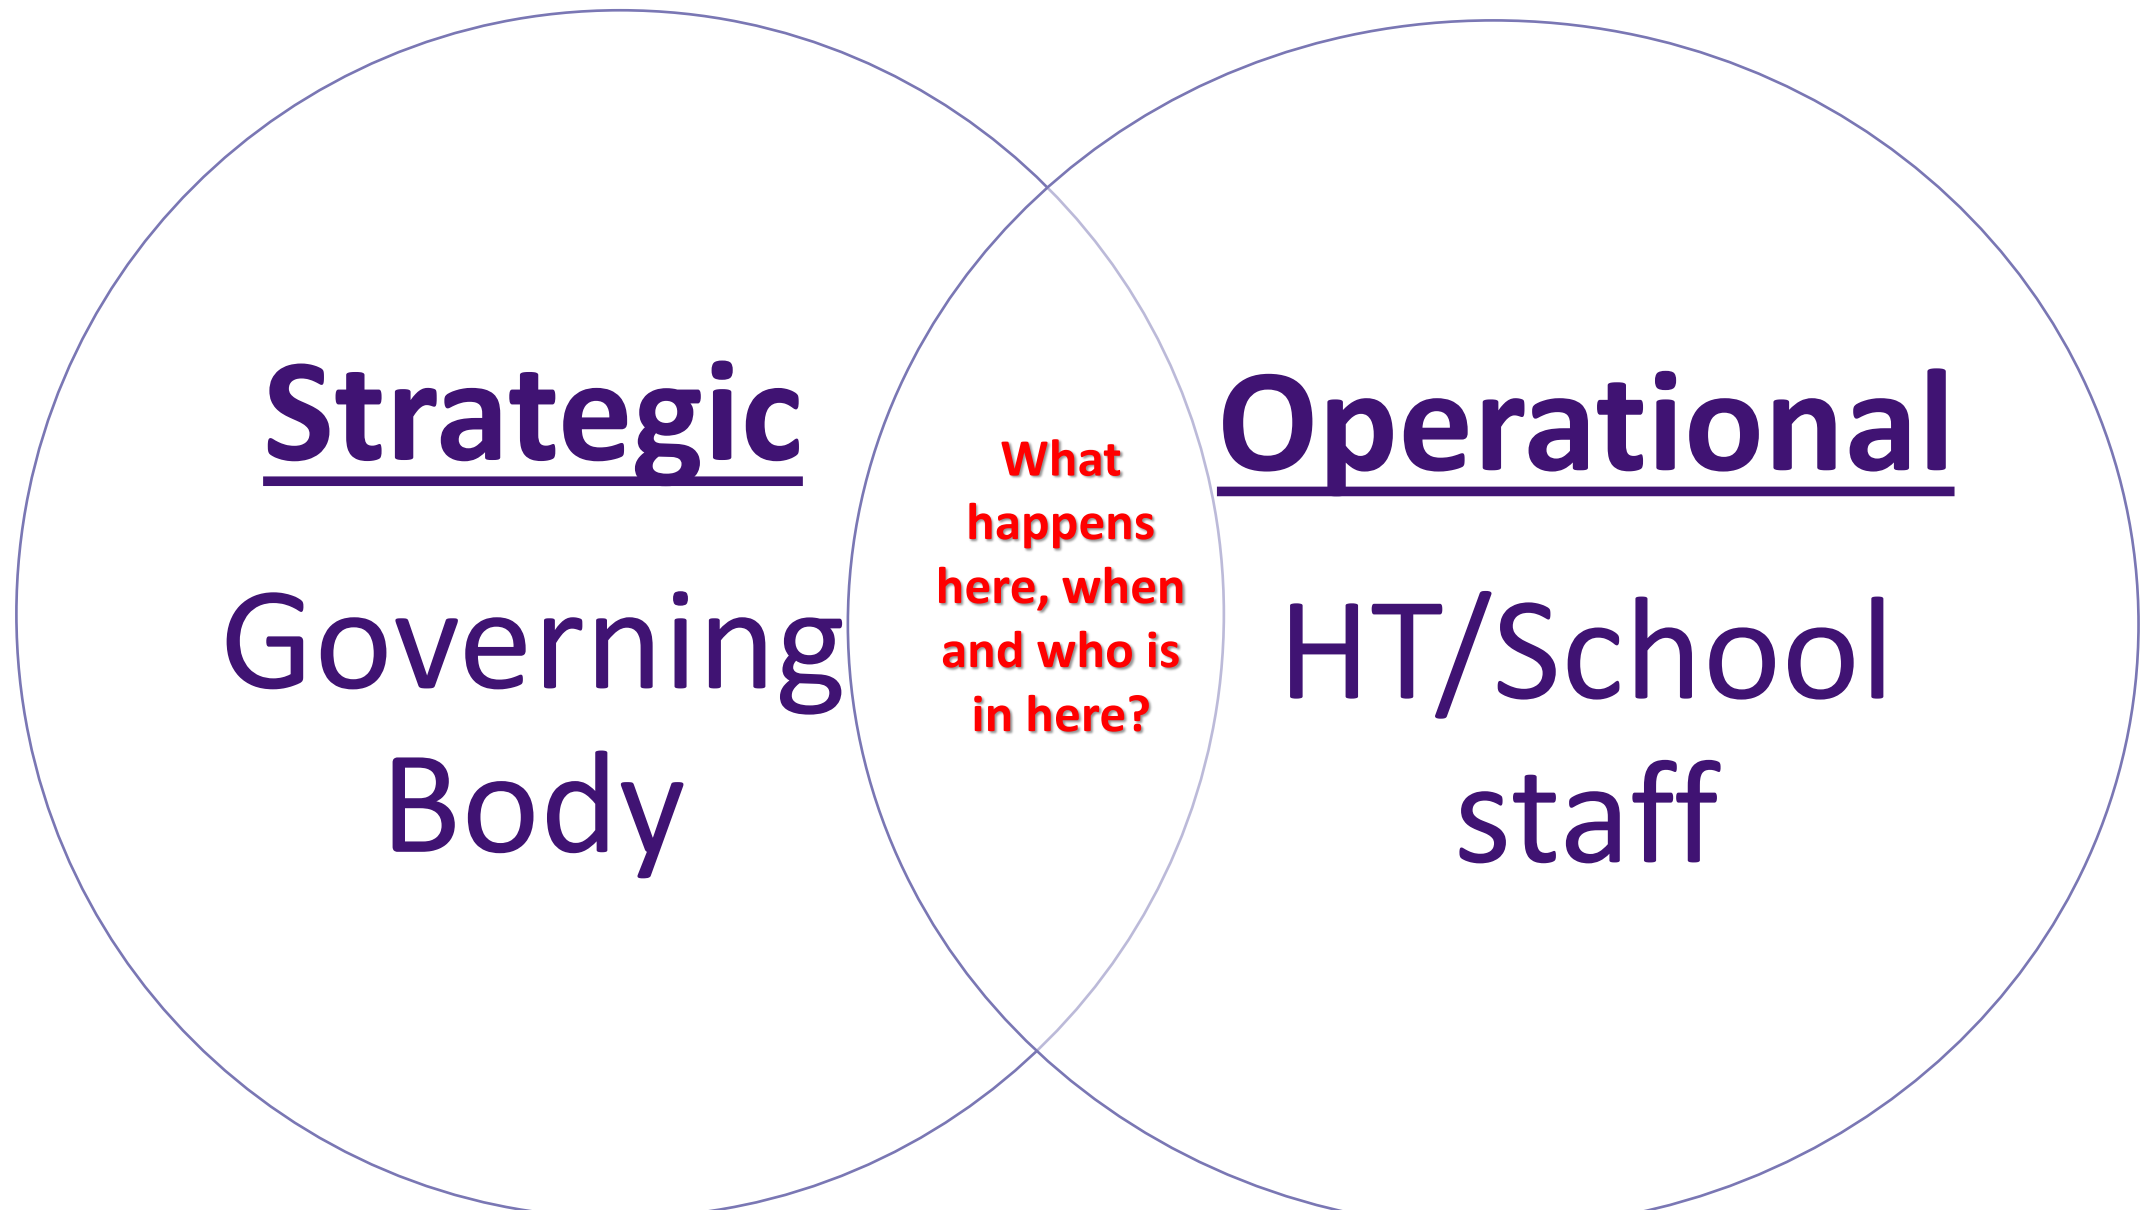 Strategic
Governing
Body
What
happens
here, when
and who is
in here?
Operational
HT/School
staff